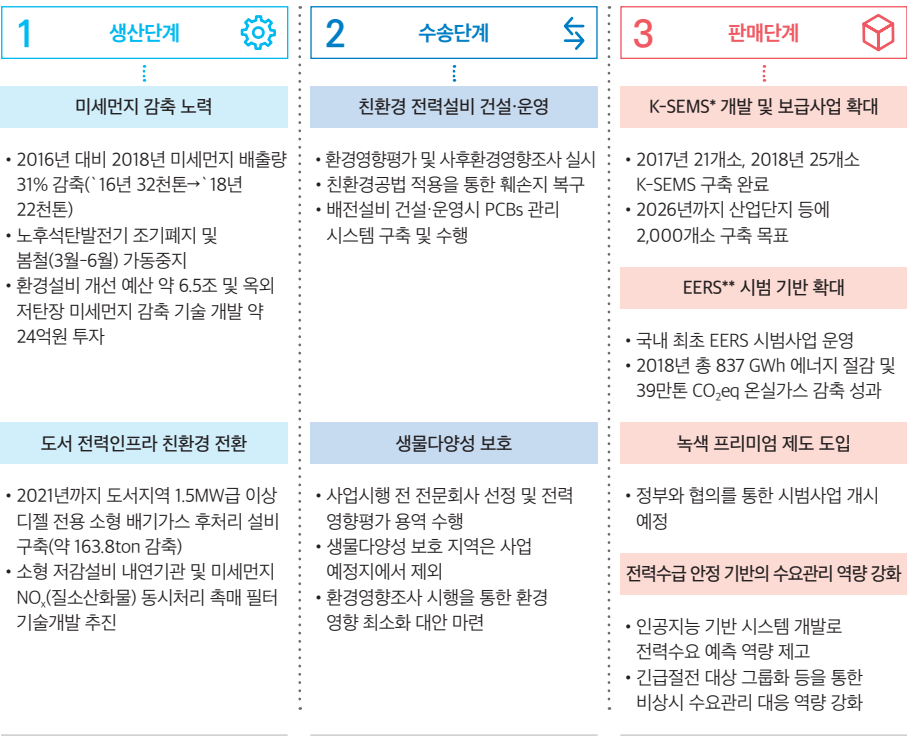 1 생산단계
미세먼지 감축 노력
• 2016년 대비 2018년 미세먼지 배출량
31% 감축(`16년 32천톤→`18년
22천톤)
• 노후석탄발전기 조기폐지 및
봄철(3월-6월) 가동중지
• 환경설비 개선 예산 약 6.5조 및 옥외
저탄장 미세먼지 감축 기술 개발 약
24억원 투자
도서 전력인프라 친환경 전환
• 2021년까지 도서지역 1.5MW급 이상
디젤 전용 소형 배기가스 후처리 설비
구축(약 163.8ton 감축)
• 소형 저감설비 내연기관 및 미세먼지
NOx(질소산화물) 동시처리 촉매 필터
기술개발 추진
2 수송단계
친환경 전력설비 건설·운영
• 환경영향평가 및 사후환경영향조사 실시
• 친환경공법 적용을 통한 훼손지 복구
• 배전설비 건설·운영시 PCBs 관리
시스템 구축 및 수행
생물다양성 보호
• 사업시행 전 전문회사 선정 및 전력
영향평가 용역 수행
• 생물다양성 보호 지역은 사업
예정지에서 제외
• 환경영향조사 시행을 통한 환경
영향 최소화 대안 마련
3 판매단계
K-SEMS* 개발 및 보급사업 확대
• 2017년 21개소, 2018년 25개소
K-SEMS 구축 완료
• 2026년까지 산업단지 등에
2,000개소 구축 목표
EERS** 시범 기반 확대
• 국내 최초 EERS 시범사업 운영
• 2018년 총 837 GWh 에너지 절감 및
39만톤 CO₂eq 온실가스 감축 성과
녹색 프리미엄 제도 도입
• 정부와 협의를 통한 시범사업 개시
예정
전력수급 안정 기반의 수요관리 역량 강화
• 인공지능 기반 시스템 개발로
전력수요 예측 역량 제고
• 긴급절전 대상 그룹화 등을 통한
비상시 수요관리 대응 역량 강화